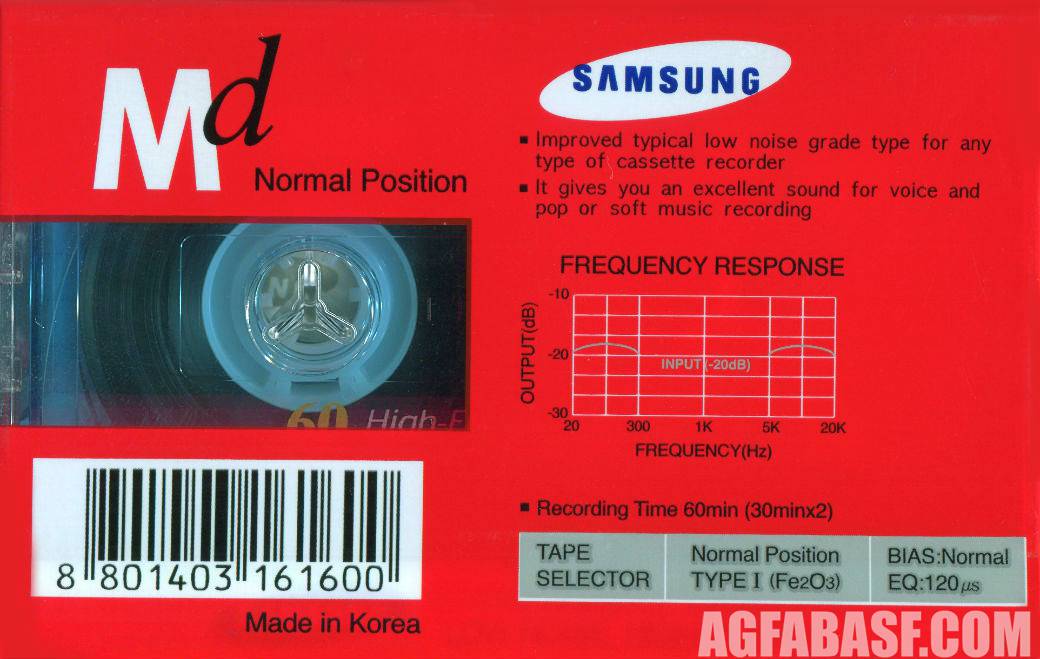 Md
Normal Position
60 High-
8 801403 161600
Made in Korea
SAMSUNG
▪ Improved typical low noise grade type for any
type of cassette recorder
▪ It gives you an excellent sound for voice and
pop or soft music recording
FREQUENCY RESPONSE
OUTPUT(dB)
-10
-20
-30
INPUT (-20dB)
20 300 1K 5K 20K
FREQUENCY(Hz)
▪ Recording Time 60min (30minx2)
TAPE SELECTOR
Normal Position
TYPE I (Fe2O3)
BIAS:Normal
EQ:120µs
AGFABASF.COM